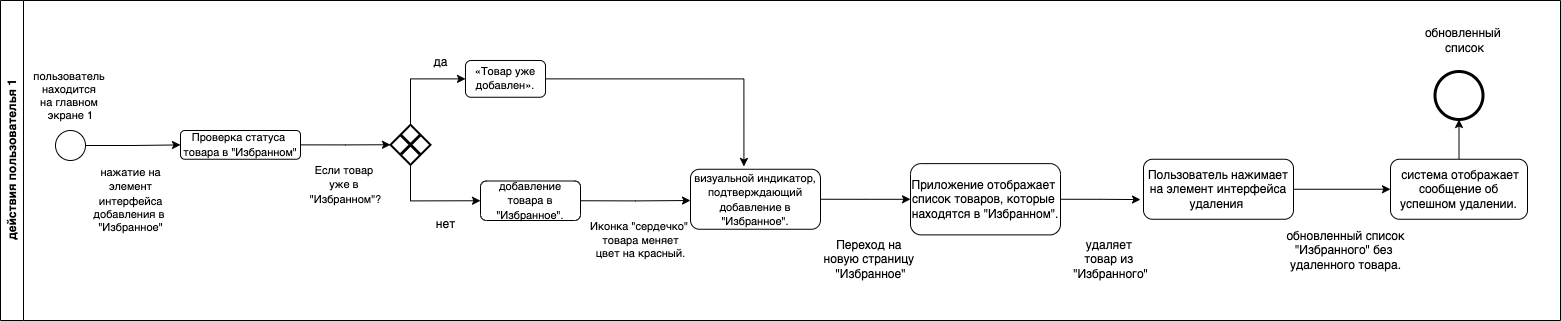 действия пользователья 1
пользователь
находится
на главном
экране 1
нажатие на
элемент
интерфейса
добавления в
"Избранное"
Проверка статуса
товара в "Избранном"
Если товар
уже в
"Избранном"?
да
«Товар уже
добавлен».
нет
добавление
товара в
"Избранное".
Иконка "сердечко"
товара меняет
цвет на красный.
визуальной индикатор,
подтверждающий
добавление в
"Избранное".
Переход на
новую страницу
"Избранное"
Приложение отображает
список товаров, которые
находятся в "Избранном".
удаляет
товар из
"Избранного"
Пользователь нажимает
на элемент интерфейса
удаления
обновленный список
"Избранного" без
удаленного товара.
система отображает
сообщение об
успешном удалении.
обновленный
список